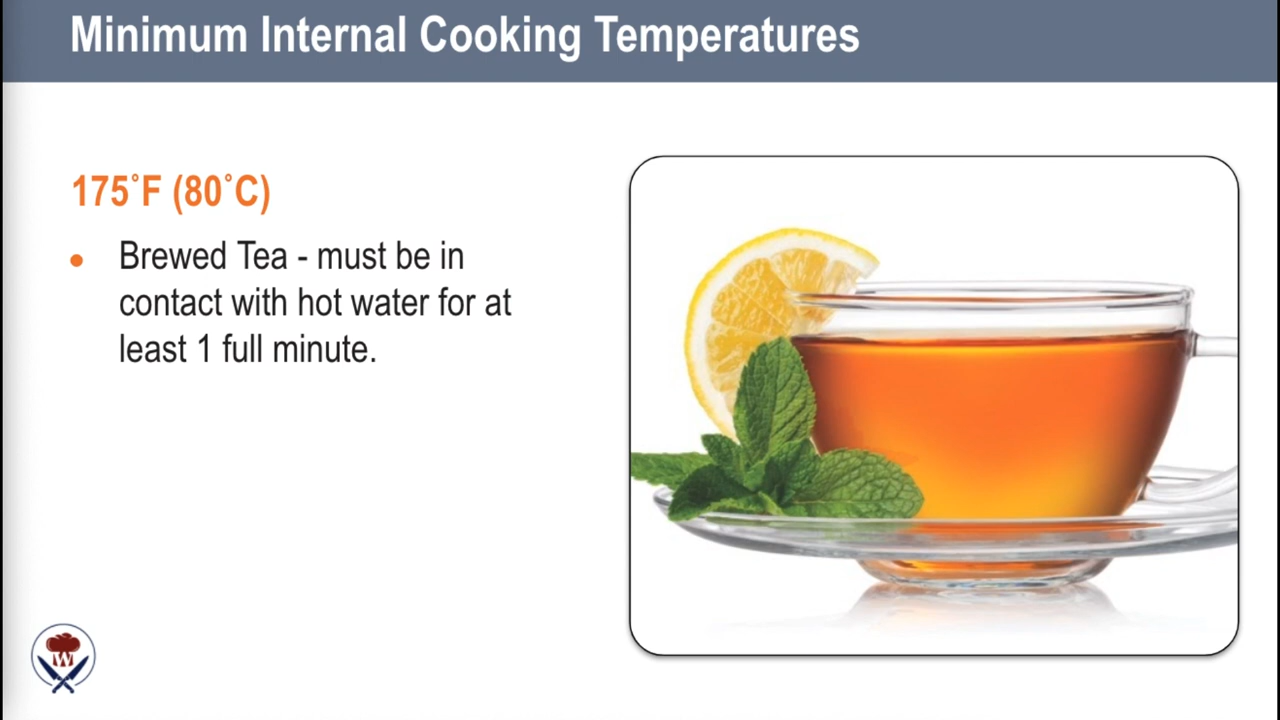 Minimum Internal Cooking Temperatures
175˚F (80˚C)
• Brewed Tea - must be in
contact with hot water for at
least 1 full minute.
W